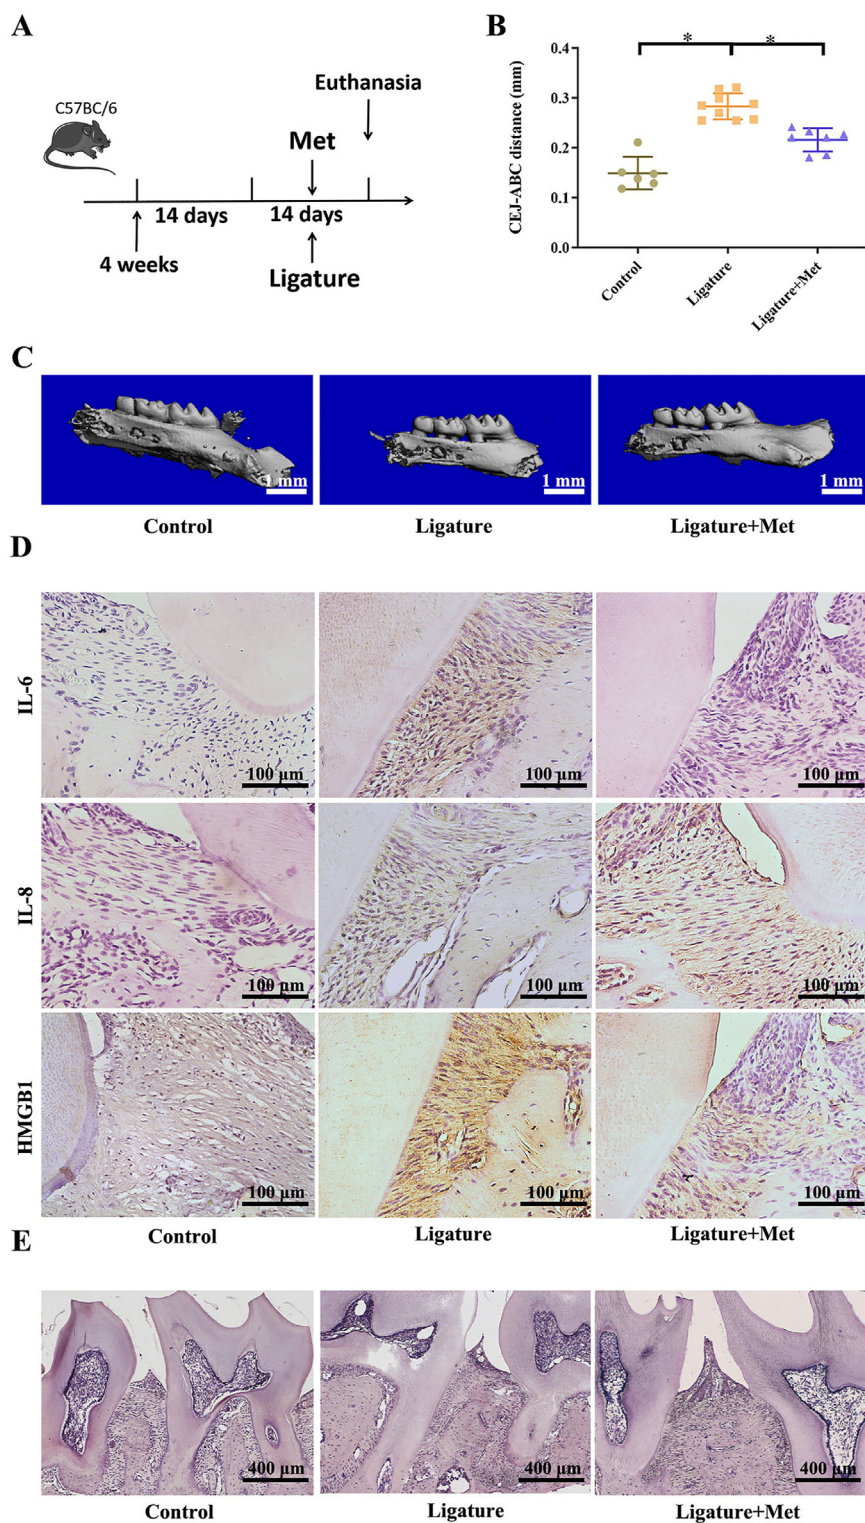 A
C57BC/6
Euthanasia
Met
14 days
14 days
4 weeks
Ligature
B
* *
CEJ-ABC distance (mm)
0.4
0.3
0.2
0.1
0.0
Control
Ligature
Ligature+Met
C
1 mm
1 mm
1 mm
Control
Ligature
Ligature+Met
D
IL-6
100 µm
100 µm
100 µm
IL-8
100 µm
100 µm
100 µm
HMGB1
100 µm
100 µm
100 µm
Control
Ligature
Ligature+Met
E
400 µm
400 µm
400 µm
Control
Ligature
Ligature+Met